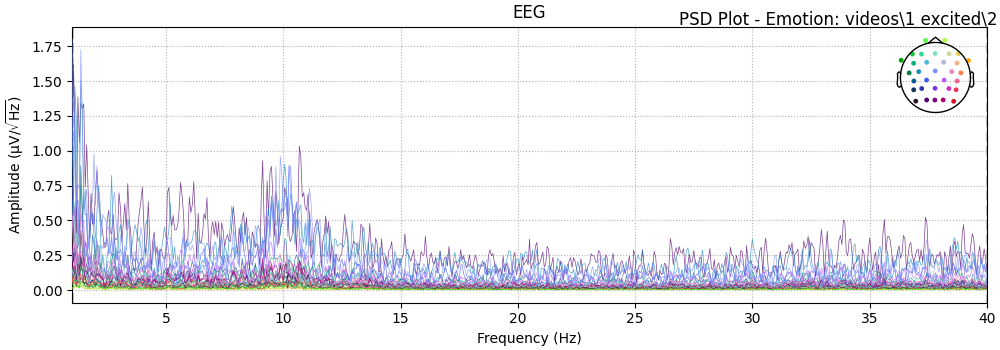 EEG
PSD Plot - Emotion: videos\1 excited\2
Amplitude (µV/√Hz)
1.75
1.50
1.25
1.00
0.75
0.50
0.25
0.00
5 10 15 20 25 30 35 40
Frequency (Hz)